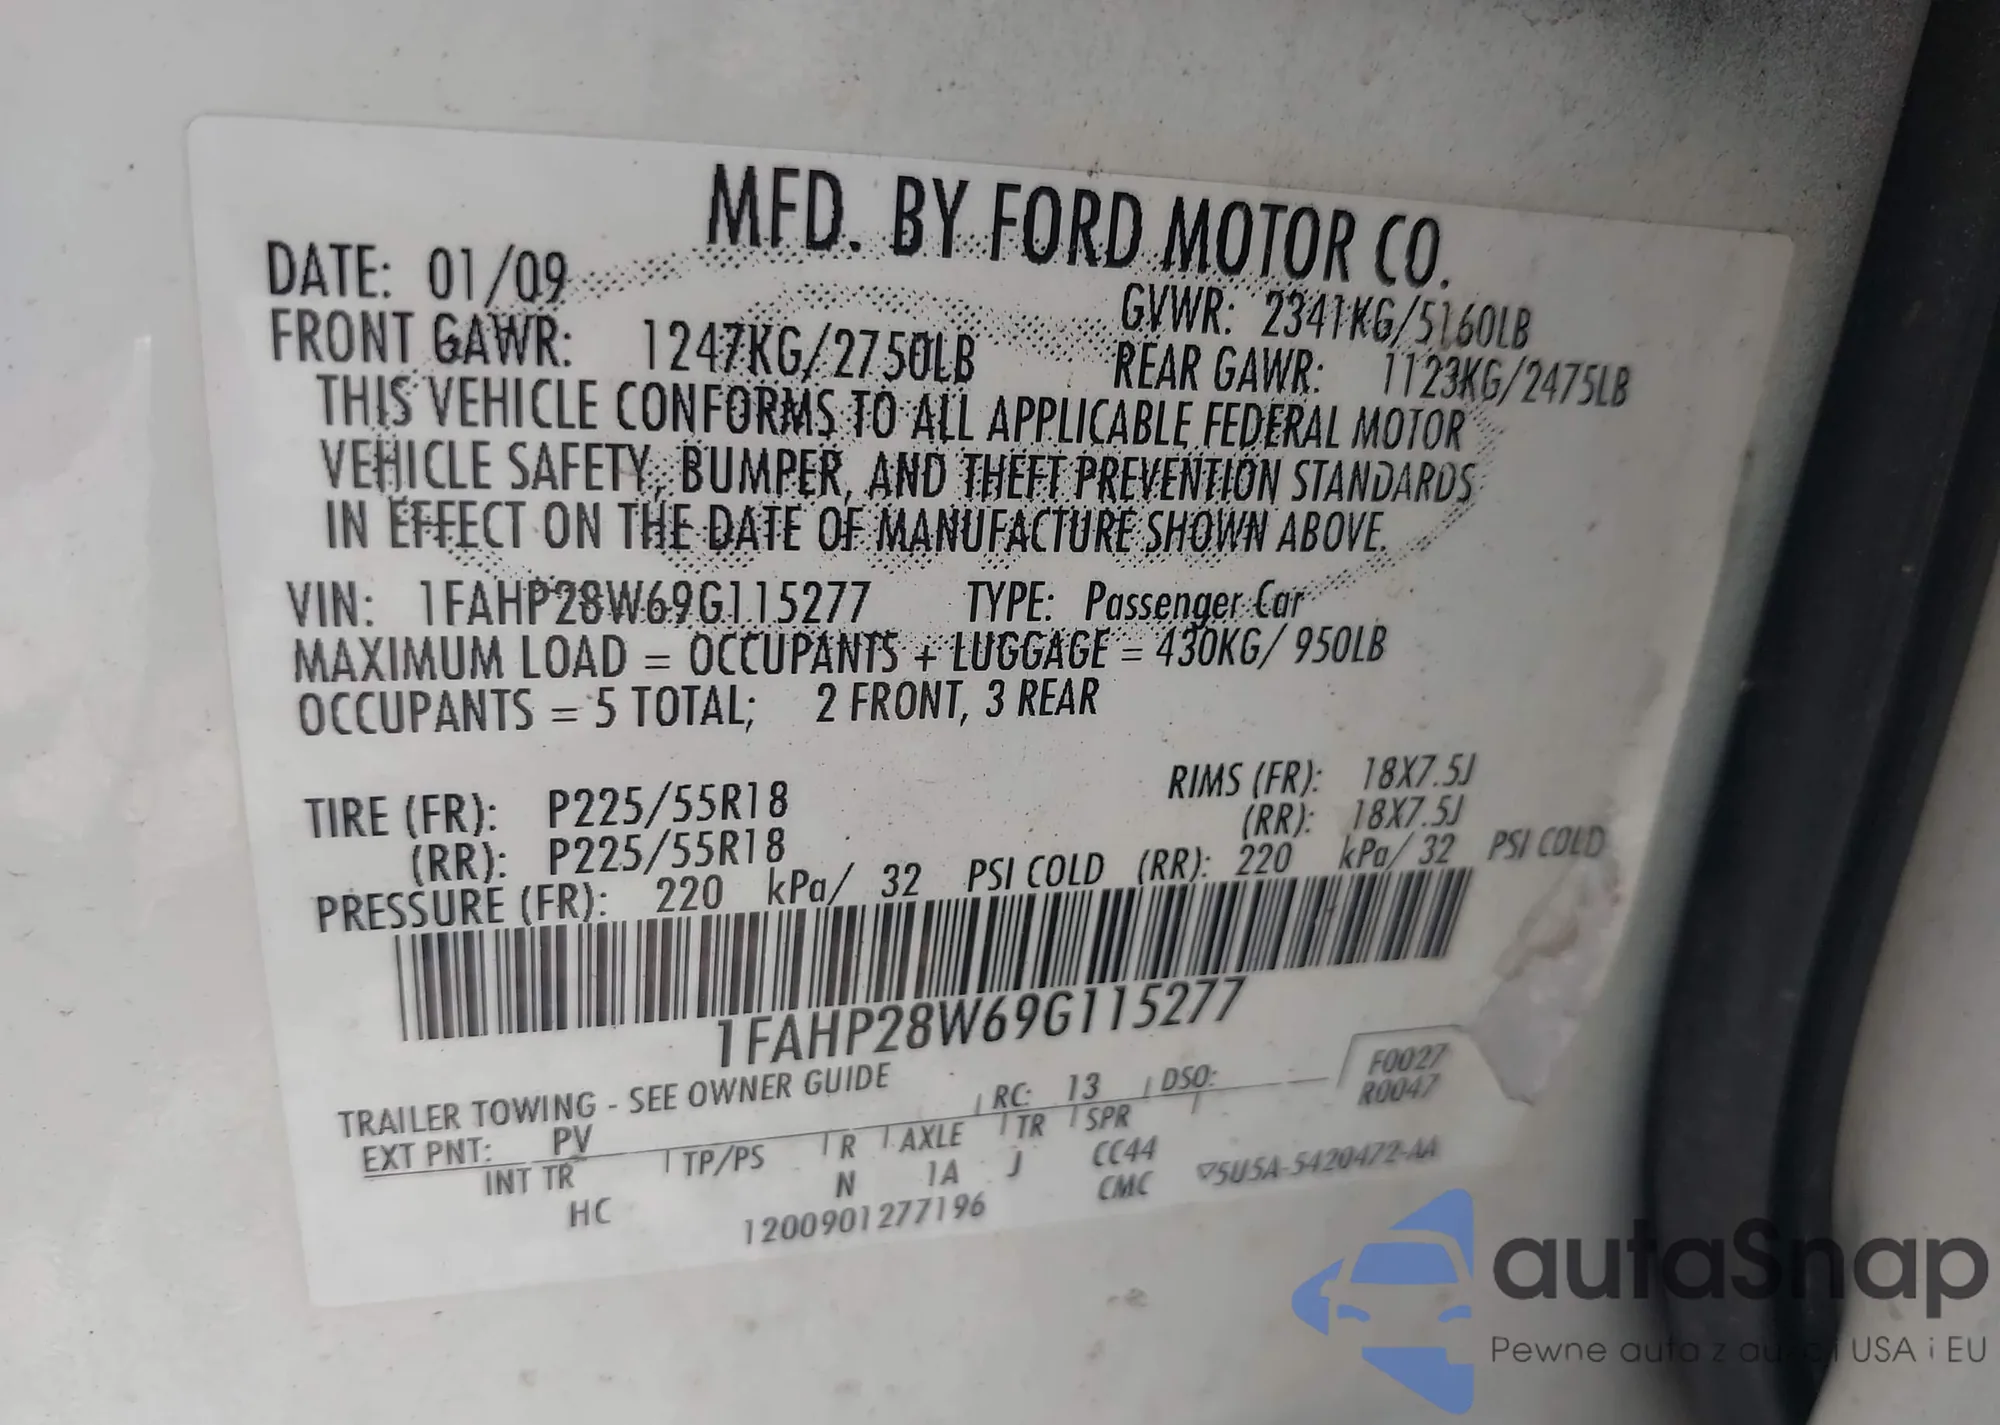 MFD. BY FORD MOTOR CO.
DATE: 01/09
GVWR: 2341KG/5160LB
FRONT GAWR: 1247KG/2750LB
REAR GAWR: 1123KG/2475LB
THIS VEHICLE CONFORMS TO ALL APPLICABLE FEDERAL MOTOR
VEHICLE SAFETY, BUMPER, AND THEFT PREVENTION STANDARDS
IN EFFECT ON THE DATE OF MANUFACTURE SHOWN ABOVE.
VIN: 1FAHP28W69G115277 TYPE: Passenger Car
MAXIMUM LOAD = OCCUPANTS + LUGGAGE = 430KG/ 950LB
OCCUPANTS = 5 TOTAL; 2 FRONT, 3 REAR
TIRE (FR): P225/55R18 RIMS (FR): 18X7.5J
(RR): P225/55R18 (RR): 18X7.5J
PRESSURE (FR): 220 kPa/ 32 PSI COLD (RR): 220 kPa/ 32 PSI COLD
1FAHP28W69G115277
TRAILER TOWING - SEE OWNER GUIDE
F0027
R0047
EXT PNT: PV RC: 13 DSO:
INT TR TP/PS R AXLE TR SPR
HC N 1A J CC44
CMC
1200901277196
5U5A-5420472-AA
autaSnap
Pewne auta z aukcji USA i EU